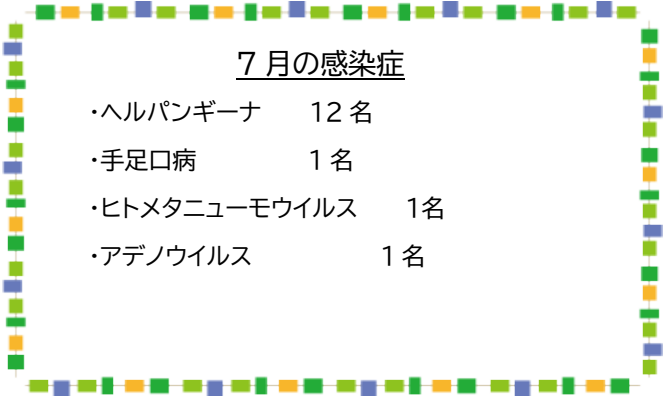 7 月の感染症
・ヘルパンギーナ　　12 名
・手足口病　　　　　1 名
・ヒトメタニューモウイルス　　1名
・アデノウイルス　　　　　1 名